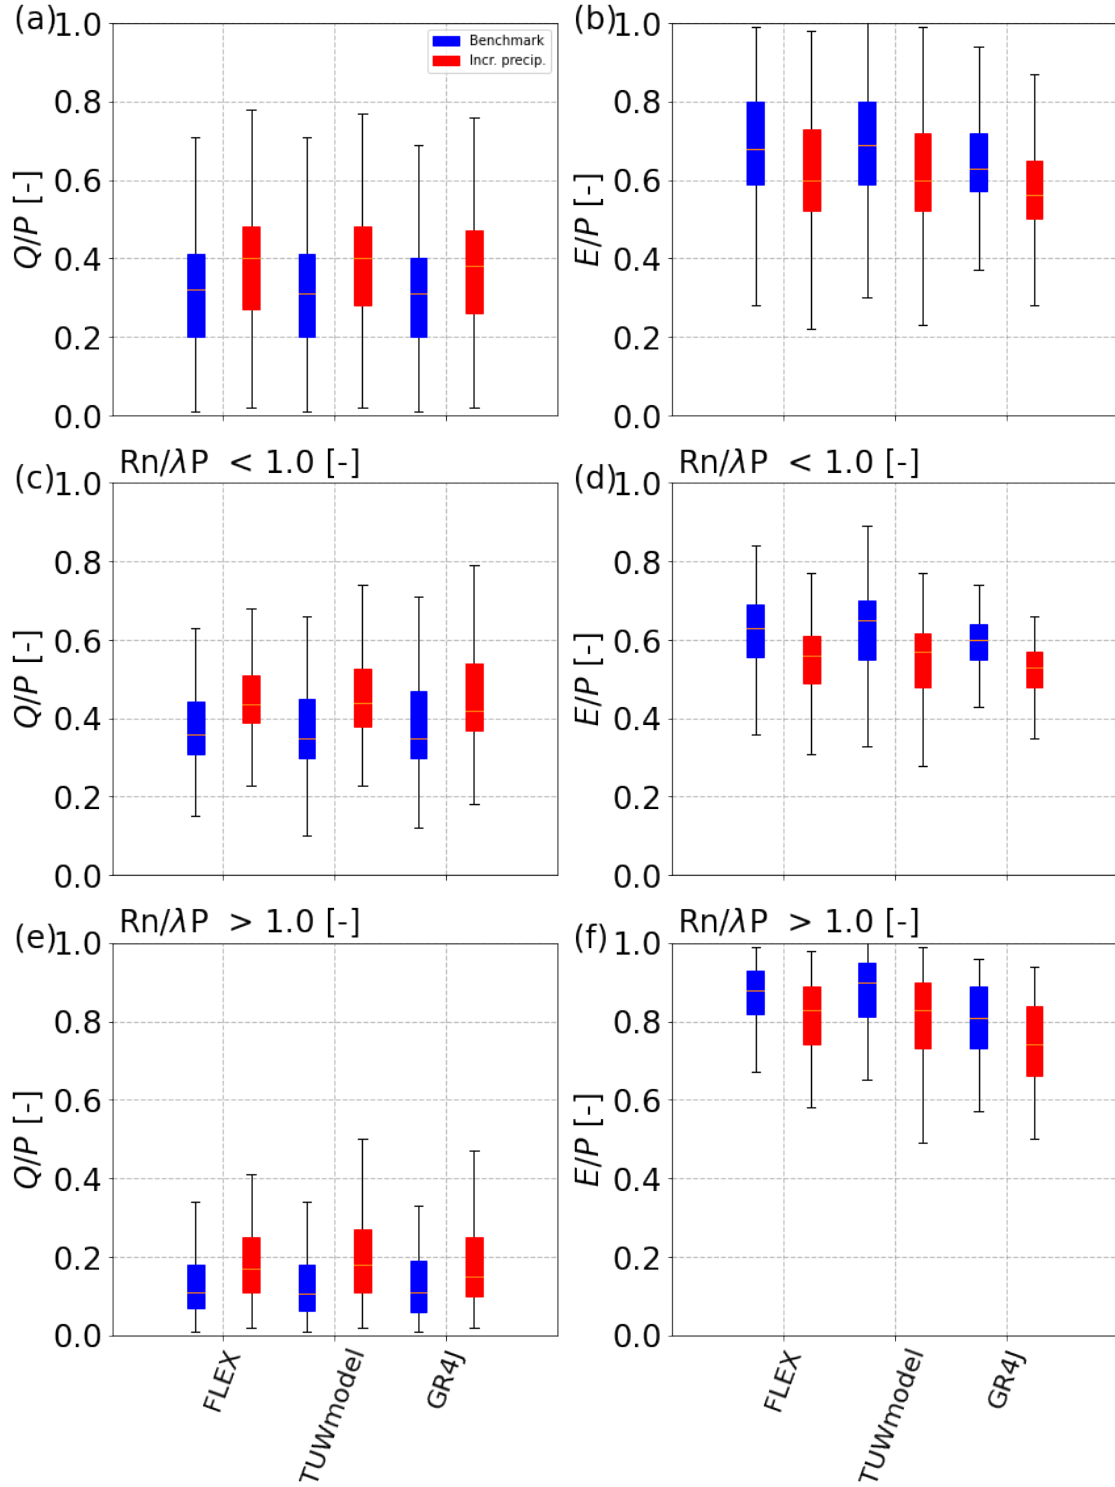 (a)
1.0
0.8
0.6
0.4
0.2
0.0
Q/P [-]
Benchmark
Incr. precip.
(b)
1.0
0.8
0.6
0.4
0.2
0.0
E/P [-]
Rn/λP < 1.0 [-]
(c)
1.0
0.8
0.6
0.4
0.2
0.0
Q/P [-]
Rn/λP < 1.0 [-]
(d)
1.0
0.8
0.6
0.4
0.2
0.0
E/P [-]
Rn/λP > 1.0 [-]
(e)
1.0
0.8
0.6
0.4
0.2
0.0
Q/P [-]
FLEX
TUWmodel
GR4J
Rn/λP > 1.0 [-]
(f)
1.0
0.8
0.6
0.4
0.2
0.0
E/P [-]
FLEX
TUWmodel
GR4J